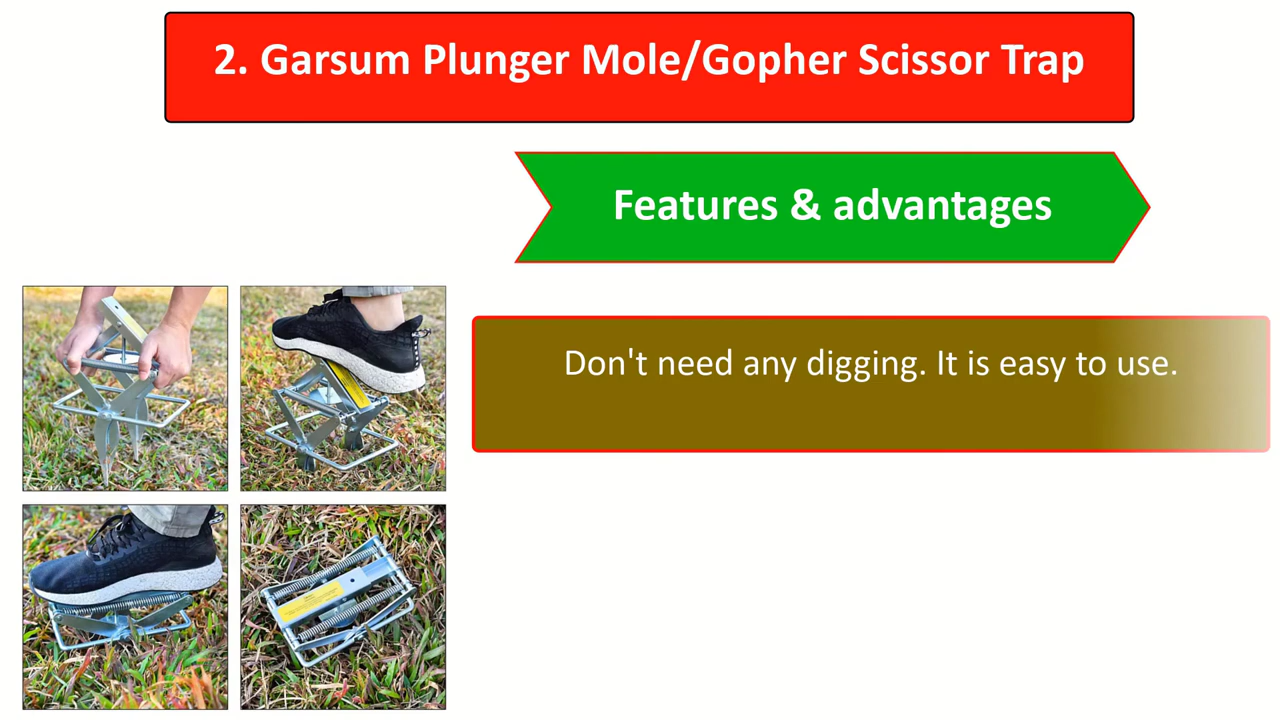 2. Garsum Plunger Mole/Gopher Scissor Trap
Features & advantages
Don't need any digging. It is easy to use.